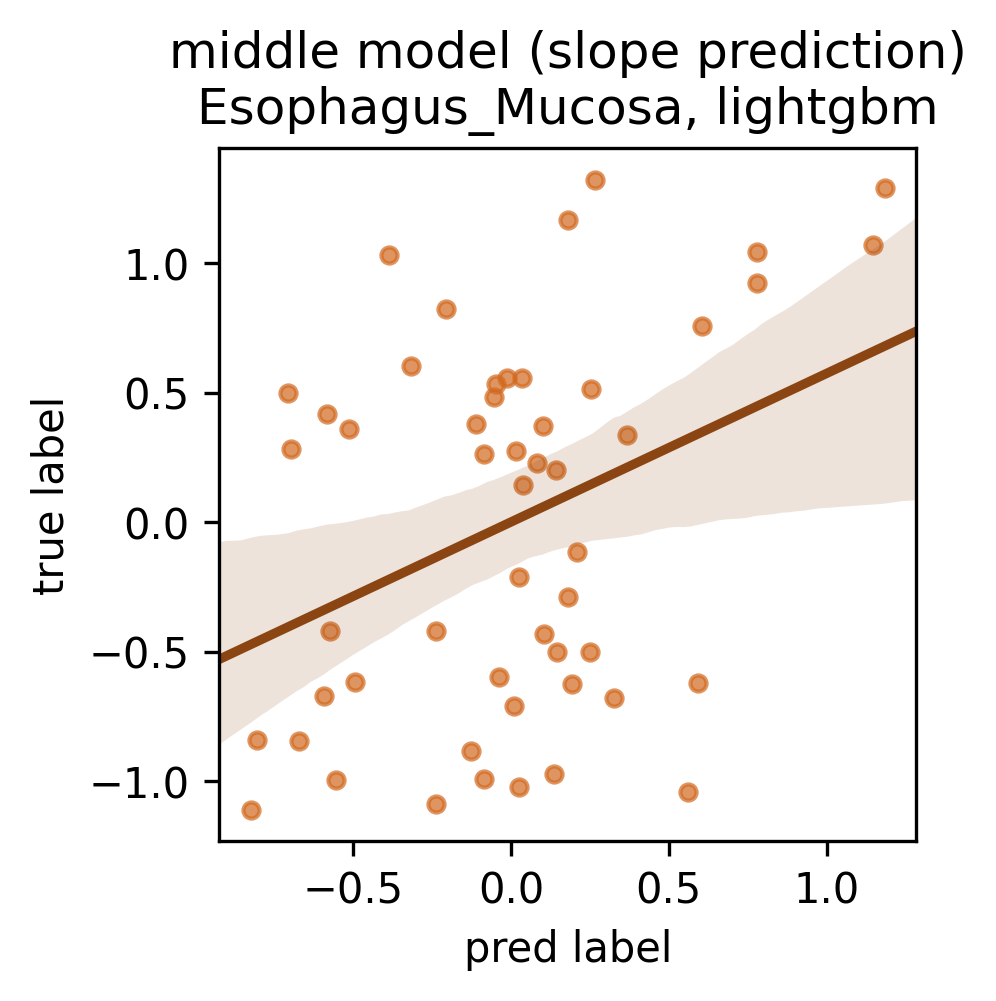 middle model (slope prediction)
Esophagus_Mucosa, lightgbm
true label
1.0
0.5
0.0
−0.5
−1.0
−0.5
0.0
0.5
1.0
pred label